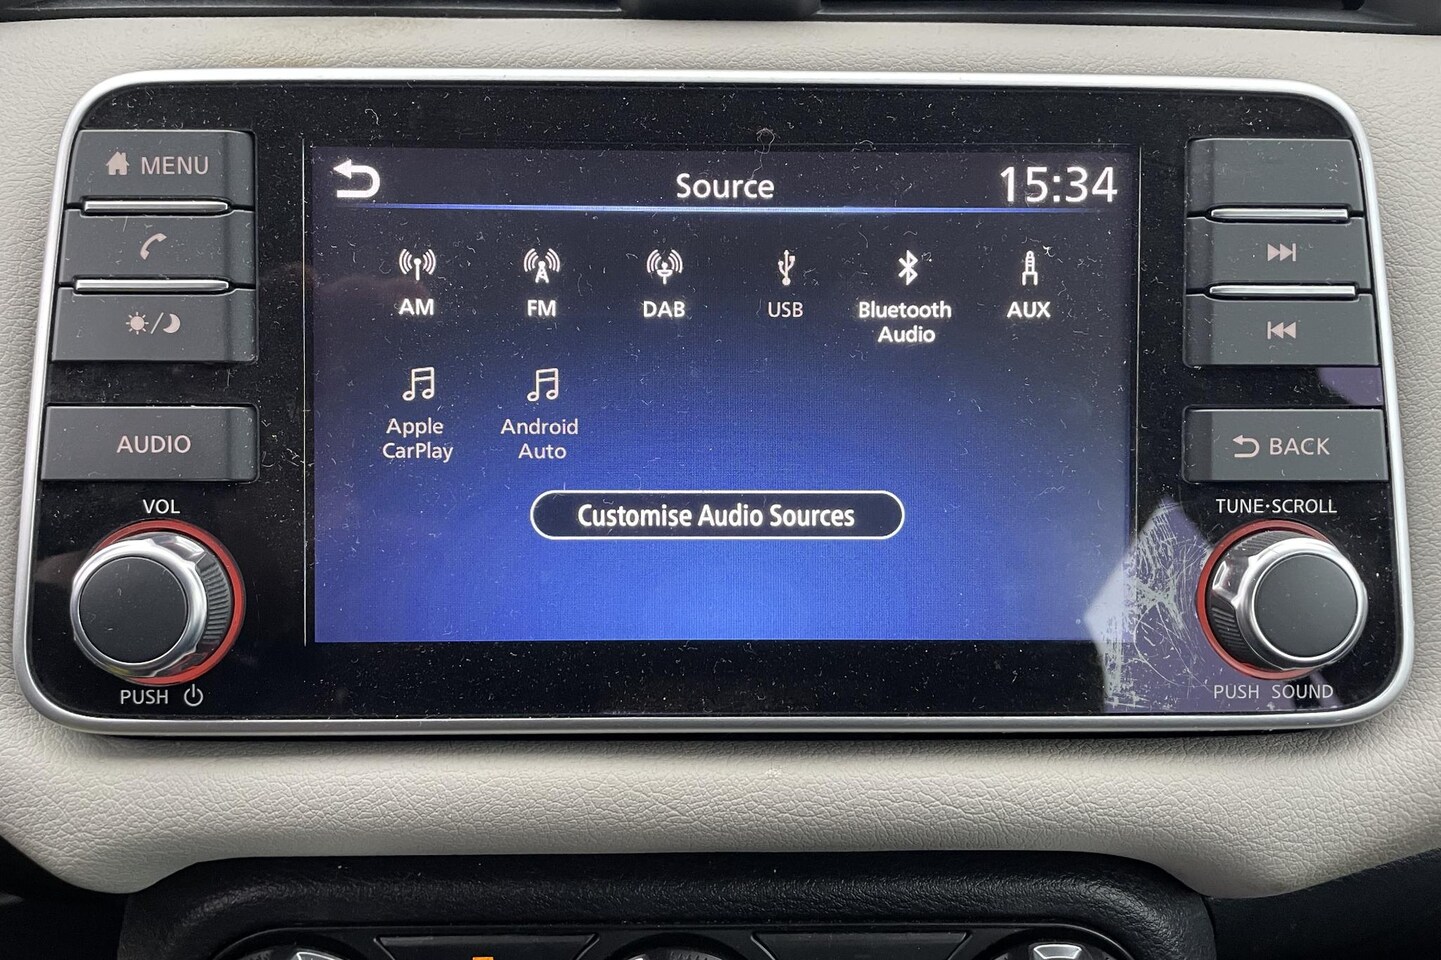 MENU
Source
15:34
AM
FM
DAB
USB
Bluetooth
Audio
AUX
Apple
CarPlay
Android
Auto
Customise Audio Sources
AUDIO
BACK
VOL
TUNE·SCROLL
PUSH
PUSH SOUND